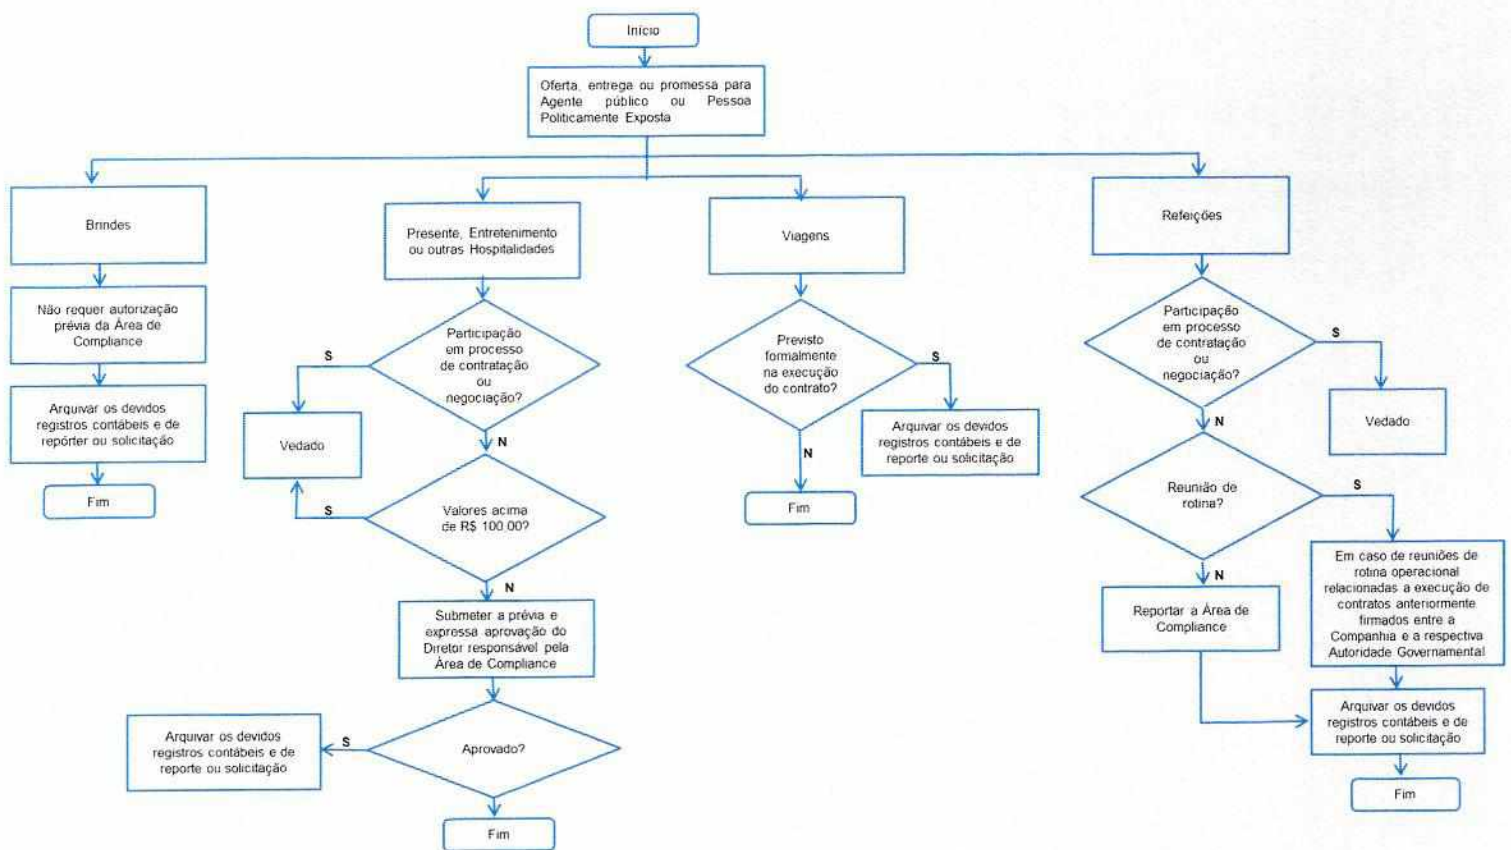 Início
Oferta, entrega ou promessa para
Agente público ou Pessoa
Politicamente Exposta
Brindes
Não requer autorização
prévia da Área de
Compliance
Arquivar os devidos
registros contábeis e de
repórter ou solicitação
Fim
Presente, Entretenimento
ou outras Hospitalidades
Participação
em processo
de contratação
ou
negociação?
S
Vedado
N
Valores acima
de R$ 100.00?
S
N
Submeter a prévia e
expressa aprovação do
Diretor responsável pela
Área de Compliance
Aprovado?
S
Arquivar os devidos
registros contábeis e de
reporte ou solicitação
Fim
Viagens
Previsto
formalmente
na execução
do contrato?
S
Arquivar os devidos
registros contábeis e de
reporte ou solicitação
N
Fim
Refeições
Participação
em processo
de contratação
ou
negociação?
S
Vedado
N
Reunião de
rotina?
S
Em caso de reuniões de
rotina operacional
relacionadas a execução de
contratos anteriormente
firmados entre a
Companhia e a respectiva
Autoridade Governamental
N
Reportar a Área de
Compliance
Arquivar os devidos
registros contábeis e de
reporte ou solicitação
Fim